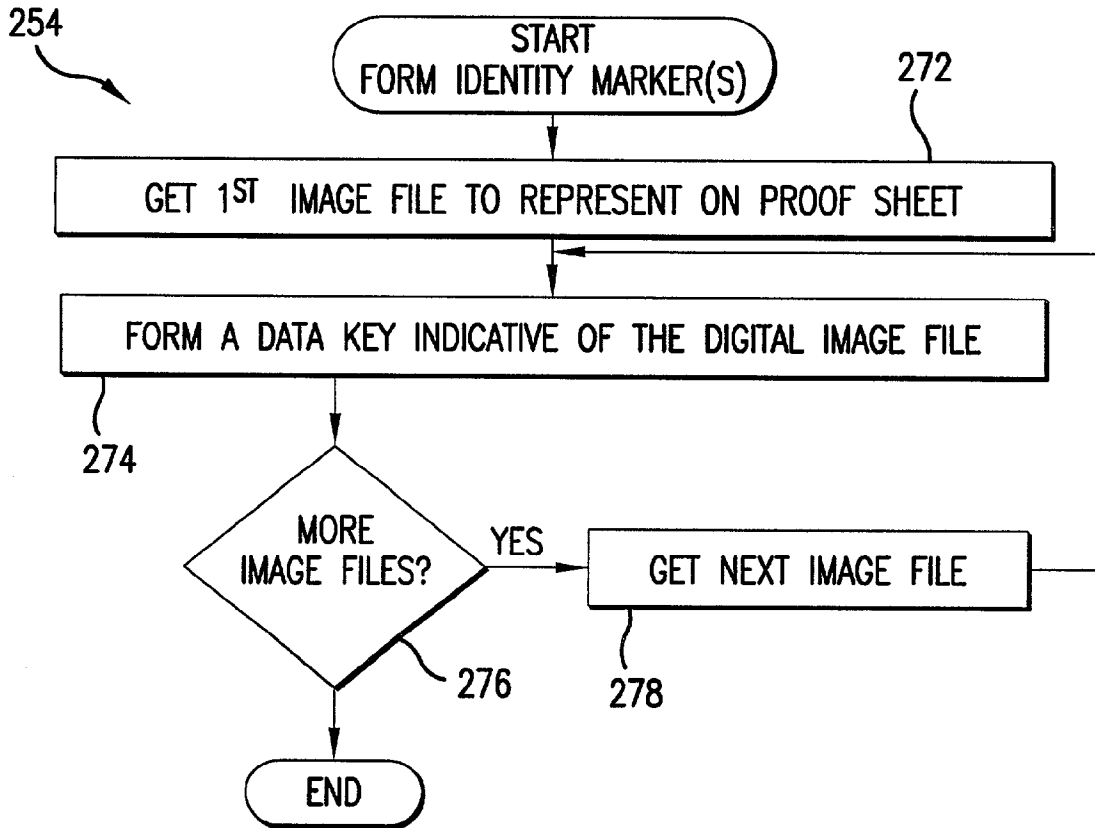 254
START
FORM IDENTITY MARKER(S)
272
GET 1ST IMAGE FILE TO REPRESENT ON PROOF SHEET
FORM A DATA KEY INDICATIVE OF THE DIGITAL IMAGE FILE
274
MORE
IMAGE FILES?
YES
GET NEXT IMAGE FILE
276
278
END